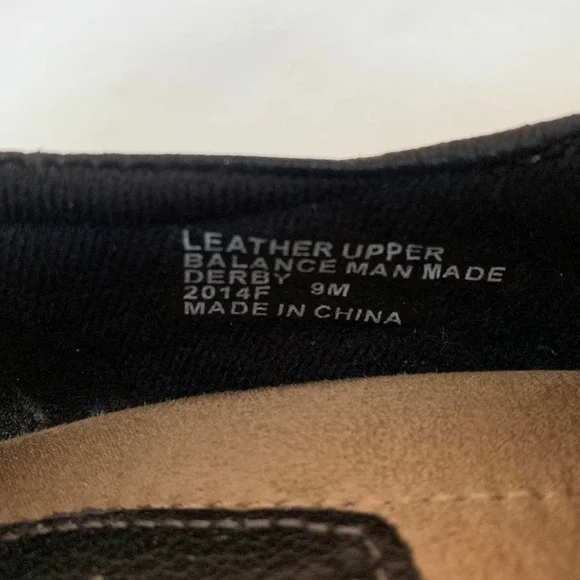 LEATHER UPPER
BALANCE MAN MADE
DERBY
2014F 9M
MADE IN CHINA